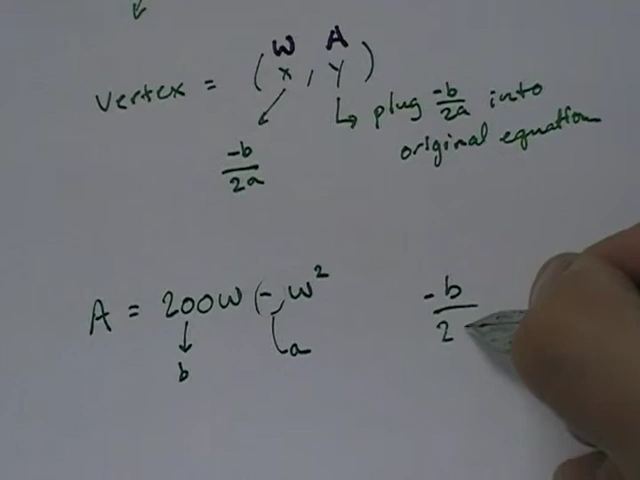 W A
Vertex = (x, y)
-b/2a
plug -b/2a into
original equation
A = 200W - W²
b
a
-b/2